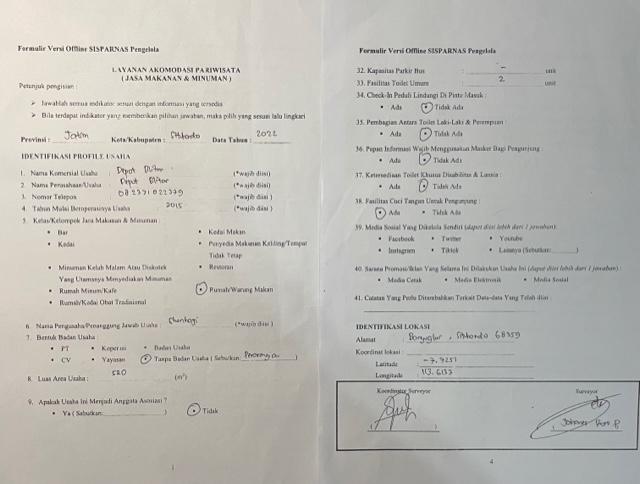 Formulir Versi Offline SISPARNAS Pengelola
LAYANAN AKOMODASI PARIWISATA
( JASA MAKANAN & MINUMAN )
Petunjuk pengisian :
➢ Jawablah semua indikator sesuai dengan informasi yang tersedia
➢ Bila terdapat indikator yang memberikan pilihan jawaban, maka pilih yang sesuai lalu lingkari
Provinsi : Jatim Kota/Kabupaten : Situbondo Data Tahun : 2022
IDENTIFIKASI PROFILE USAHA
1. Nama Komersial Usaha : Depot (*wajib diisi)
2. Nama Perusahaan/Usaha : Depot (*wajib diisi)
3. Nomor Telepon : (*wajib diisi)
4. Tahun Mulai Beroperasinya Usaha : 2015 (*wajib diisi)
5. Kelas/Kelompok Jasa Makanan & Minuman :
• Bar
• Kedai Makan
• Kedai
• Penyedia Makanan Keliling/Tempat
Tidak Tetap
• Minuman Keluh Malam Atau Diskotek
Yang Utamanya Menyediakan Minuman
• Restoran
• Rumah Minum/Kafe
• Rumah/Warung Makan
• Rumah/Kedai Obat Tradisional
6. Nama Pengusaha/Penanggung Jawab Usaha : (*wajib diisi)
7. Bentuk Badan Usaha :
• PT • Koperasi • Badan Usaha
• CV • Yayasan • Tanpa Badan Usaha ( Sebutkan: Perorangan )
8. Luas Area Usaha : 520 (m²)
9. Apakah Usaha Ini Menjadi Anggota Asosiasi ?
• Ya ( Sebutkan: ) • Tidak
1
Formulir Versi Offline SISPARNAS Pengelola
32. Kapasitas Parkir Bus : - unit
33. Fasilitas Toilet Umum : 2 unit
34. Check-In Peduli Lindungi Di Pintu Masuk :
• Ada • Tidak Ada
35. Pembagian Antara Toilet Laki-Laki & Perempuan :
• Ada • Tidak Ada
36. Papan Informasi Wajib Menggunakan Masker Bagi Pengunjung :
• Ada • Tidak Ada
37. Ketersediaan Toilet Khusus Disabilitas & Lansia :
• Ada • Tidak Ada
38. Fasilitas Cuci Tangan Untuk Pengunjung :
• Ada • Tidak Ada
39. Media Sosial Yang Dikelola Sendiri (dapat diisi lebih dari 1 jawaban):
• Facebook • Twitter • Youtube
• Instagram • Tiktok • Lainnya (Sebutkan: )
40. Sarana Promosi/Iklan Yang Selama Ini Dilakukan Usaha Ini (dapat diisi lebih dari 1 jawaban) :
• Media Cetak • Media Elektronik • Media Sosial
41. Catatan Yang Perlu Ditambahkan Terkait Data-data Yang Telah diisi :
IDENTIFIKASI LOKASI
Alamat : Banyuglur, Situbondo 68359
Koordinat lokasi :
Latitude : -7.7251
Longitude : 113.6133
Koordinator Surveyor
Surveyor
4